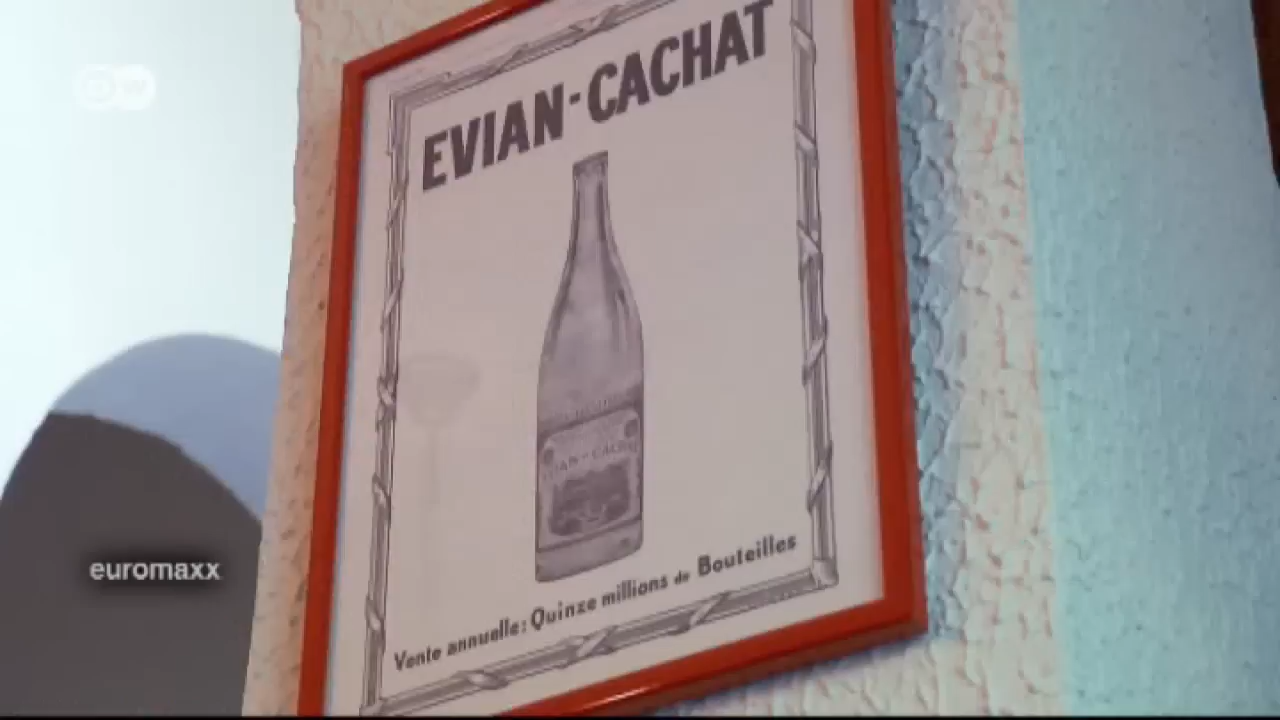 DW
EVIAN-CACHAT
Vente annuelle: Quinze millions de Bouteilles
euromaxx